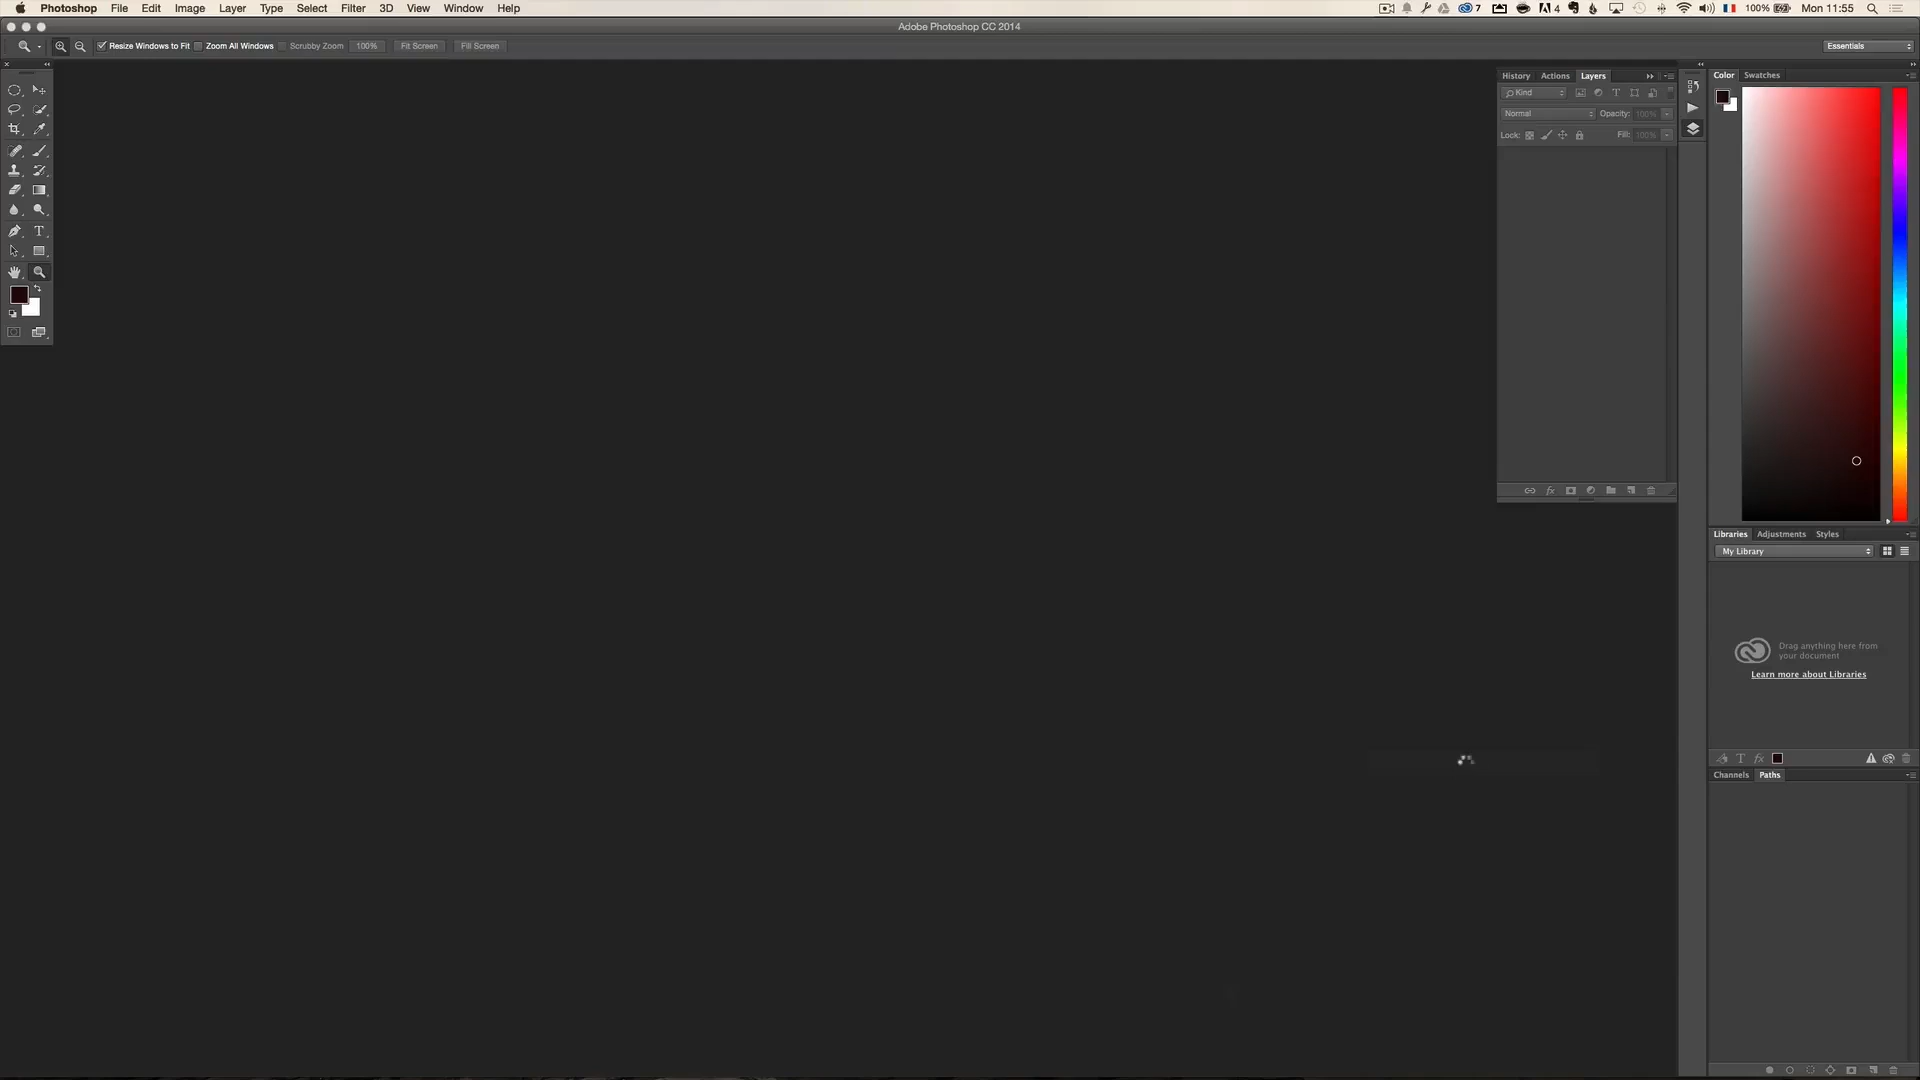 Photoshop File Edit Image Layer Type Select Filter 3D View Window Help 7 4 100% Mon 11:55
Adobe Photoshop CC 2014
Resize Windows to Fit Zoom All Windows Scrubby Zoom 100% Fit Screen Fill Screen Essentials
History Actions Layers
Kind
Normal Opacity: 100%
Lock: Fill: 100%
Color Swatches
Libraries Adjustments Styles
My Library
Drag anything here from
your document
Learn more about Libraries
Channels Paths